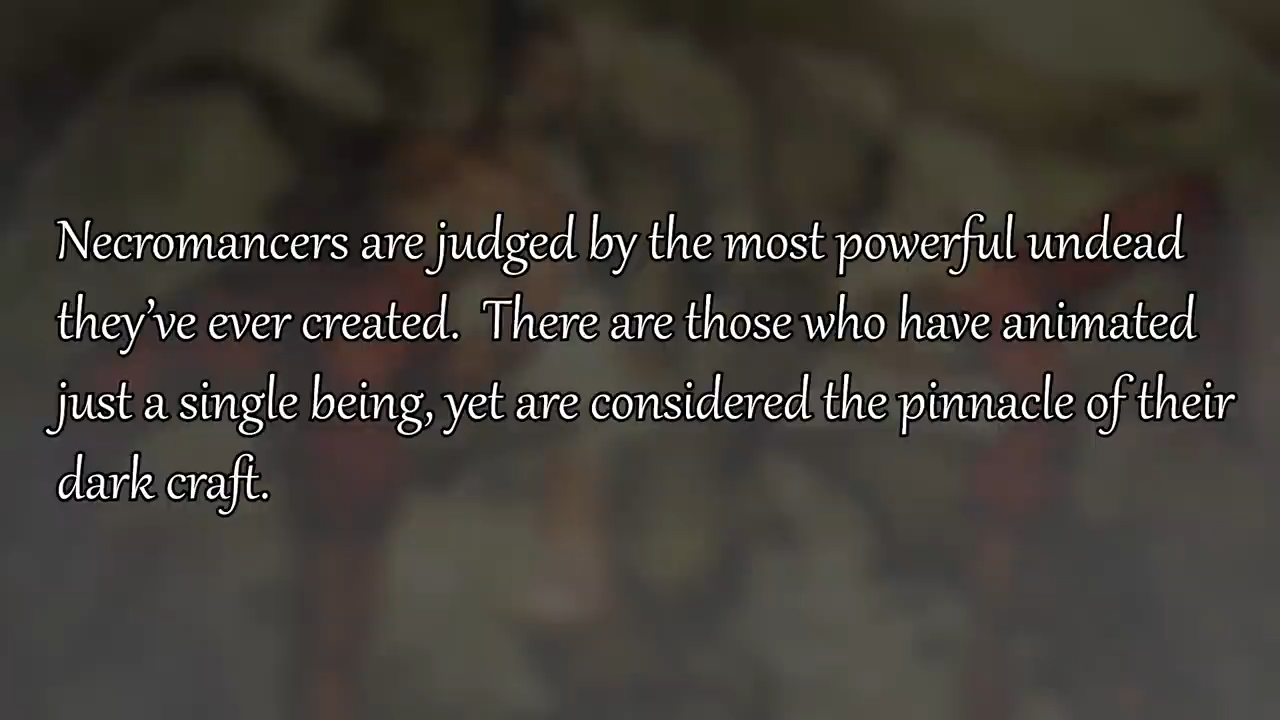 Necromancers are judged by the most powerful undead
they’ve ever created.  There are those who have animated
just a single being, yet are considered the pinnacle of their
dark craft.